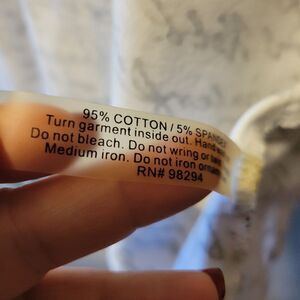 95% COTTON / 5% SPANDEX
Turn garment inside out. Hand
Do not bleach. Do not wring or
Medium iron. Do not iron
RN# 98294